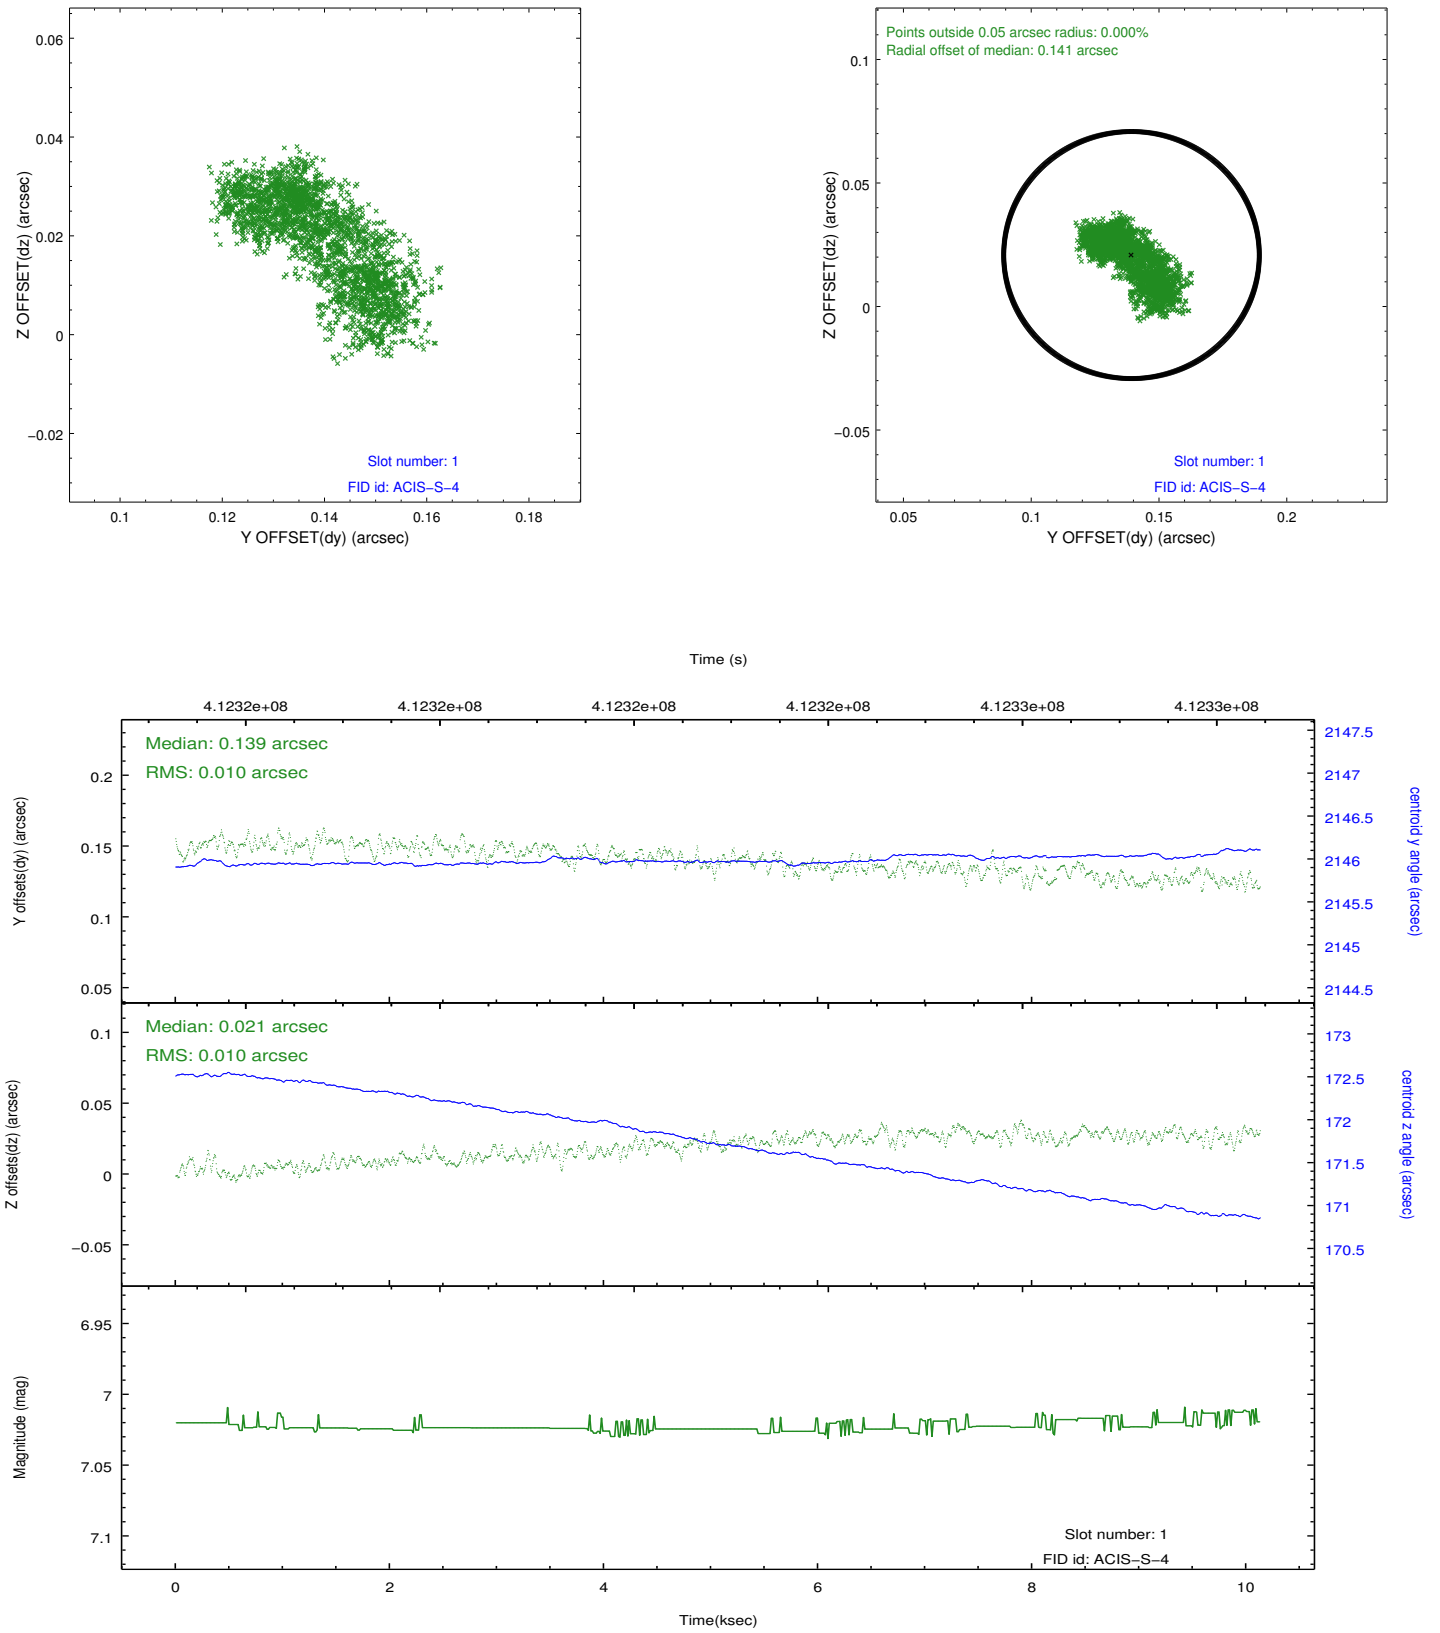 0.06
0.04
0.02
0
−0.02
Z OFFSET(dz) (arcsec)
Slot number: 1
FID id: ACIS−S−4
0.1 0.12 0.14 0.16 0.18
Y OFFSET(dy) (arcsec)
Points outside 0.05 arcsec radius: 0.000%
Radial offset of median: 0.141 arcsec
0.1
0.05
0
−0.05
Z OFFSET(dz) (arcsec)
Slot number: 1
FID id: ACIS−S−4
0.05 0.1 0.15 0.2
Y OFFSET(dy) (arcsec)
Time (s)
4.1232e+08 4.1232e+08 4.1232e+08 4.1232e+08 4.1233e+08 4.1233e+08
Median: 0.139 arcsec
RMS: 0.010 arcsec
0.2
0.15
0.1
0.05
Y offsets(dy) (arcsec)
2147.5
2147
2146.5
2146
2145.5
2145
2144.5
centroid y angle (arcsec)
Median: 0.021 arcsec
RMS: 0.010 arcsec
0.1
0.05
0
−0.05
Z offsets(dz) (arcsec)
173
172.5
172
171.5
171
170.5
centroid z angle (arcsec)
6.95
7
7.05
7.1
Magnitude (mag)
Slot number: 1
FID id: ACIS−S−4
0 2 4 6 8 10
Time(ksec)